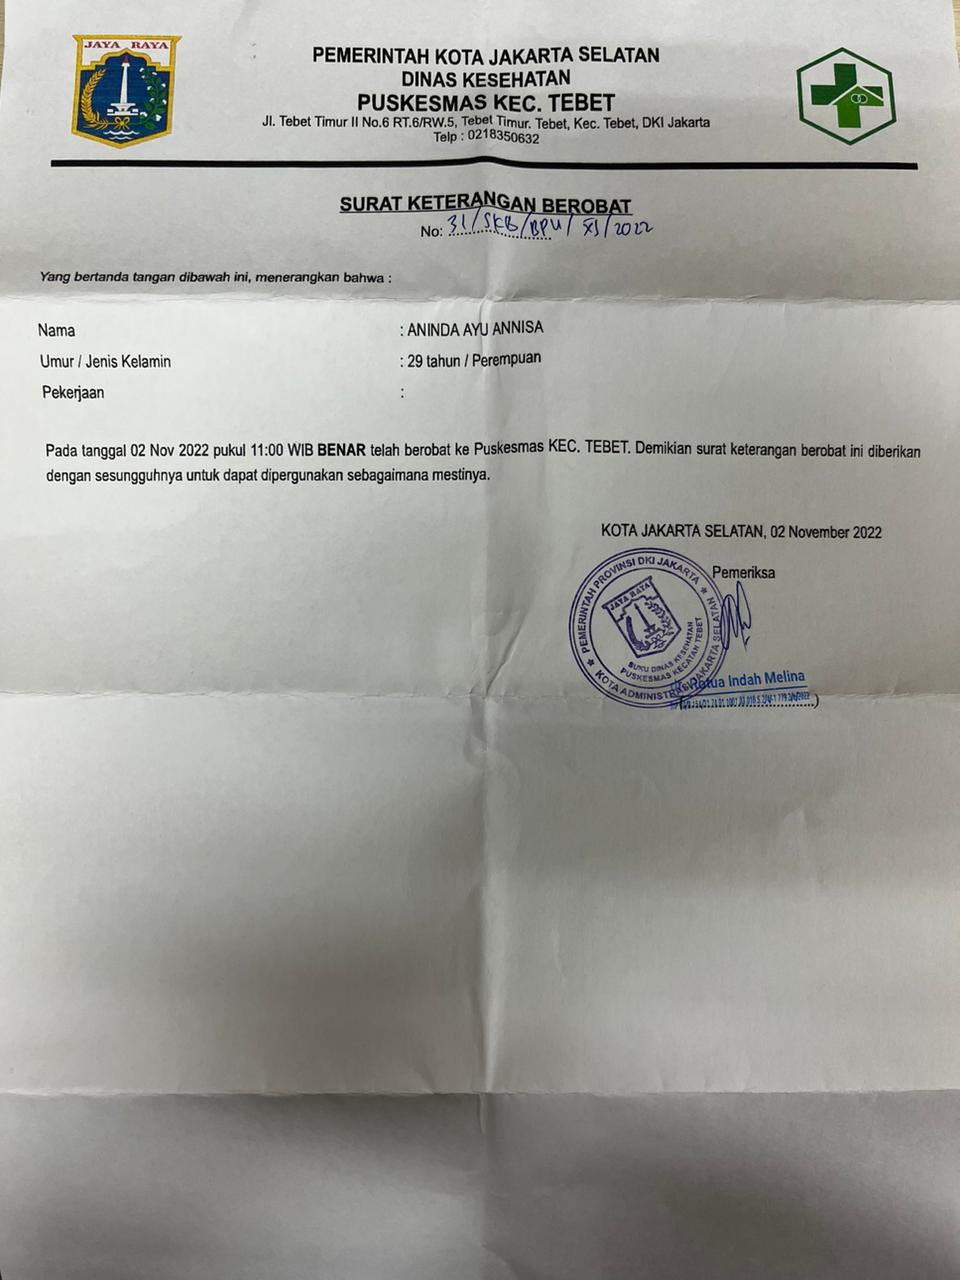 JAYA RAYA
PEMERINTAH KOTA JAKARTA SELATAN
DINAS KESEHATAN
PUSKESMAS KEC. TEBET
Jl. Tebet Timur II No.6 RT.6/RW.5, Tebet Timur. Tebet, Kec. Tebet, DKI Jakarta
Telp : 0218350632
SURAT KETERANGAN BEROBAT
No: 31/SKB/BPU/XI/2022
Yang bertanda tangan dibawah ini, menerangkan bahwa :
Nama : ANINDA AYU ANNISA
Umur / Jenis Kelamin : 29 tahun / Perempuan
Pekerjaan :
Pada tanggal 02 Nov 2022 pukul 11:00 WIB BENAR telah berobat ke Puskesmas KEC. TEBET. Demikian surat keterangan berobat ini diberikan
dengan sesungguhnya untuk dapat dipergunakan sebagaimana mestinya.
KOTA JAKARTA SELATAN, 02 November 2022
Pemeriksa
PEMERINTAH PROVINSI DKI JAKARTA
JAYA RAYA
SUKU DINAS KESEHATAN
PUSKESMAS KECATAN TEBET
KOTA ADMINISTRASI JAKARTA SELATAN
Indah Melina